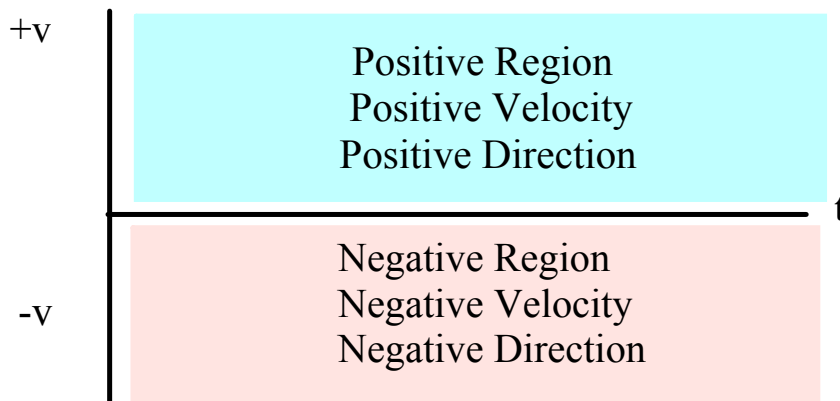 +v
Positive Region
Positive Velocity
Positive Direction
t
Negative Region
-v
Negative Velocity
Negative Direction